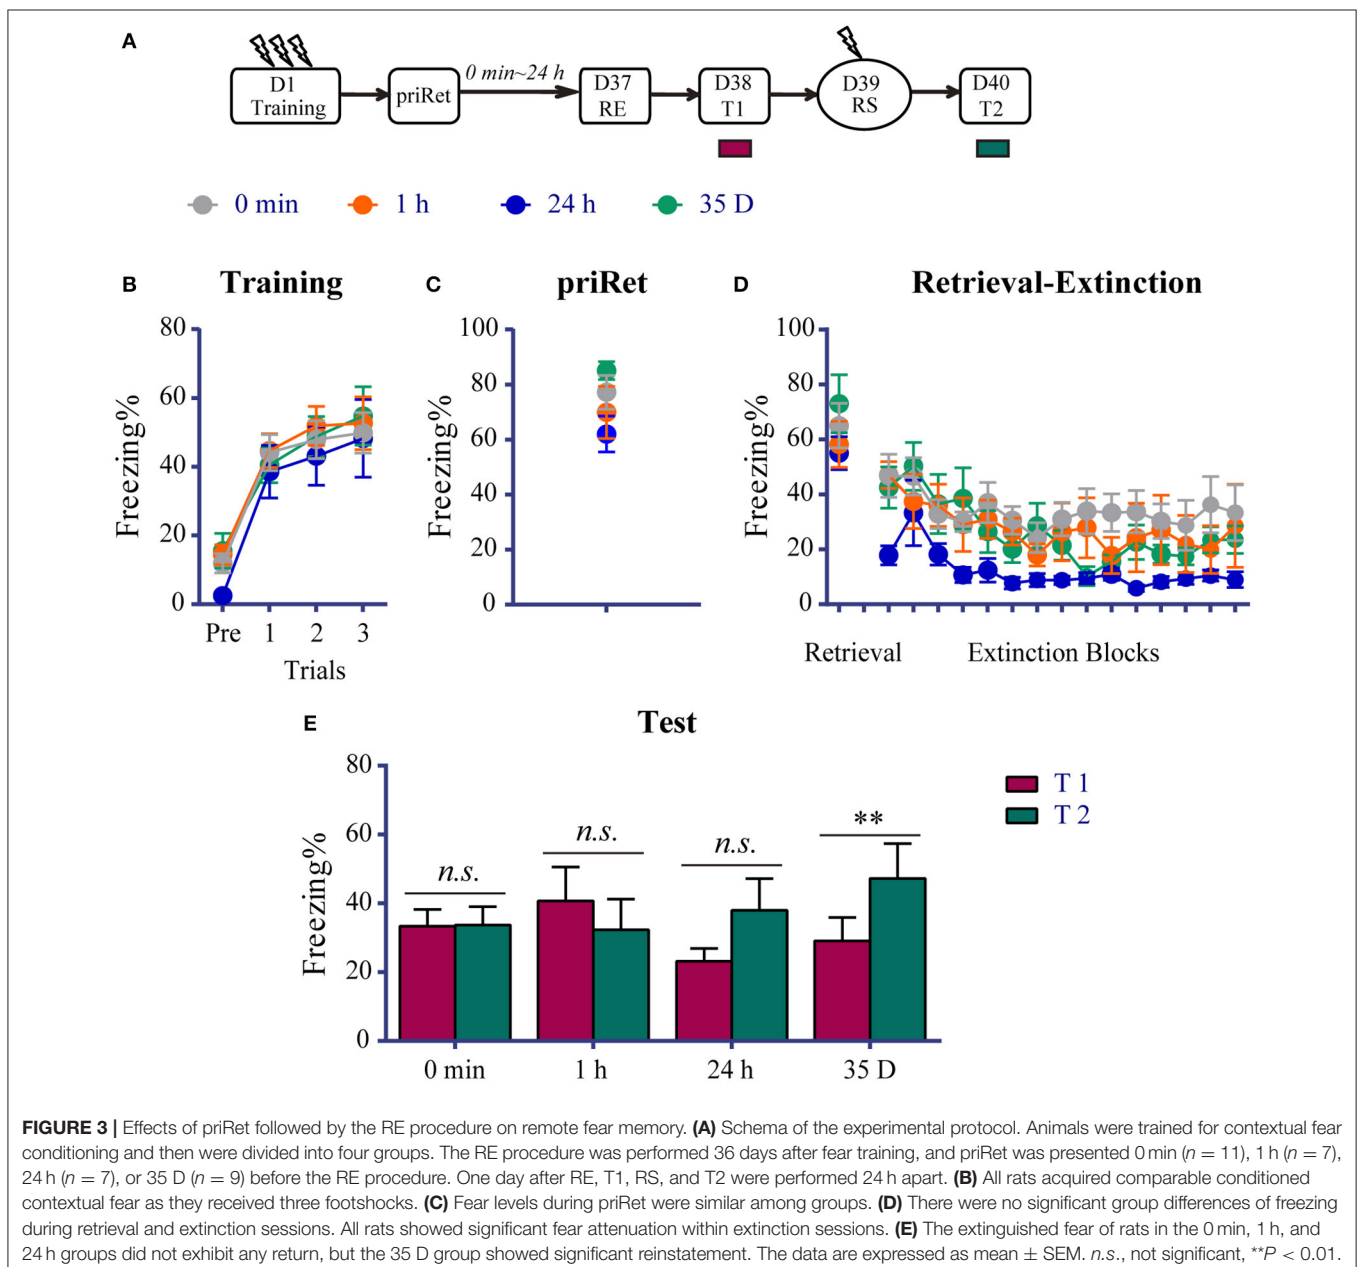 A
D1
Training
priRet
0 min~24 h
D37
RE
D38
T1
D39
RS
D40
T2
0 min
1 h
24 h
35 D
B
Training
80
60
40
20
0
Freezing%
Pre 1 2 3
Trials
C
priRet
100
80
60
40
20
0
Freezing%
D
Retrieval-Extinction
100
80
60
40
20
0
Freezing%
Retrieval
Extinction Blocks
E
Test
80
60
40
20
0
Freezing%
n.s.
n.s.
n.s.
**
0 min 1 h 24 h 35 D
T 1
T 2
FIGURE 3 | Effects of priRet followed by the RE procedure on remote fear memory. (A) Schema of the experimental protocol. Animals were trained for contextual fear
conditioning and then were divided into four groups. The RE procedure was performed 36 days after fear training, and priRet was presented 0 min (n = 11), 1 h (n = 7),
24 h (n = 7), or 35 D (n = 9) before the RE procedure. One day after RE, T1, RS, and T2 were performed 24 h apart. (B) All rats acquired comparable conditioned
contextual fear as they received three footshocks. (C) Fear levels during priRet were similar among groups. (D) There were no significant group differences of freezing
during retrieval and extinction sessions. All rats showed significant fear attenuation within extinction sessions. (E) The extinguished fear of rats in the 0 min, 1 h, and
24 h groups did not exhibit any return, but the 35 D group showed significant reinstatement. The data are expressed as mean ± SEM. n.s., not significant, **P < 0.01.